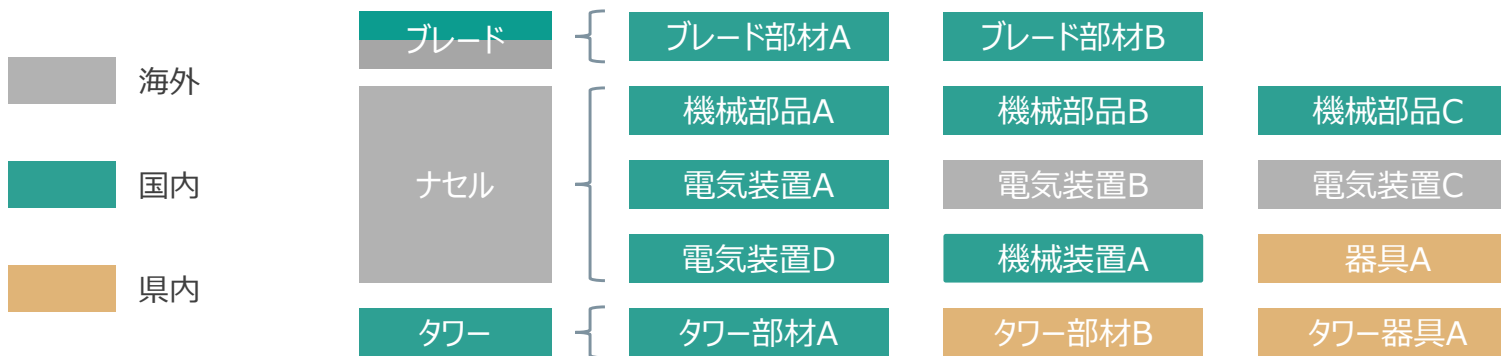 海外
国内
県内
ブレード
ブレード部材A
ブレード部材B
ナセル
機械部品A
機械部品B
機械部品C
電気装置A
電気装置B
電気装置C
電気装置D
機械装置A
器具A
タワー
タワー部材A
タワー部材B
タワー器具A